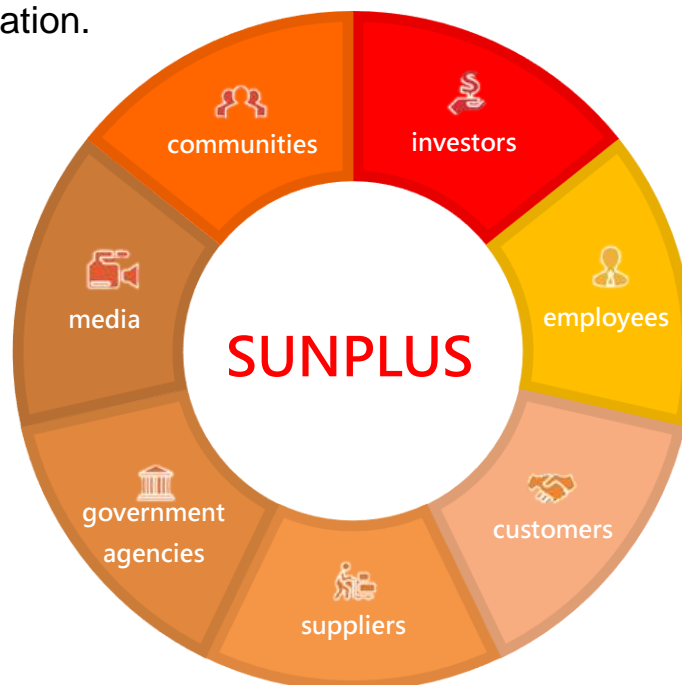 ation.
communities
investors
media
employees
SUNPLUS
government
agencies
customers
suppliers